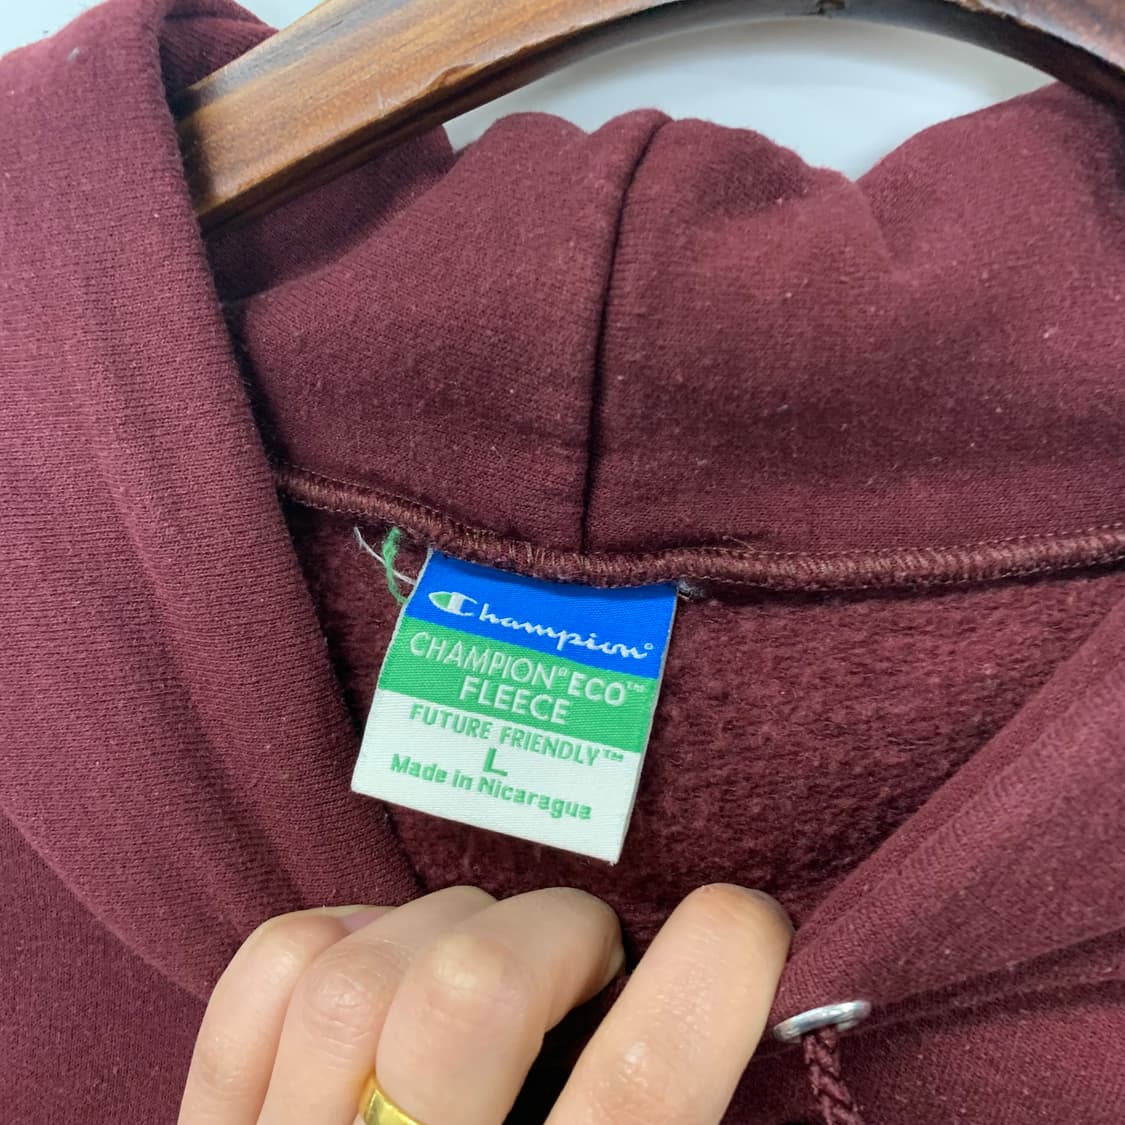 Champion®
CHAMPION® ECO™
FLEECE
FUTURE FRIENDLY™
L
Made in Nicaragua